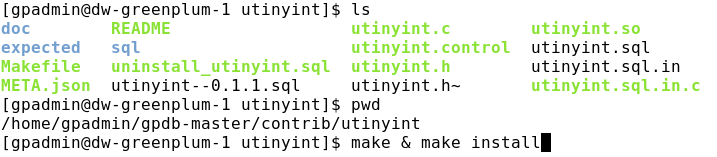 [gpadmin@dw-greenplum-1 utinyint]$ ls
doc README utinyint.c utinyint.so
expected sql utinyint.control utinyint.sql
Makefile uninstall_utinyint.sql utinyint.h utinyint.sql.in
META.json utinyint--0.1.1.sql utinyint.h~ utinyint.sql.in.c
[gpadmin@dw-greenplum-1 utinyint]$ pwd
/home/gpadmin/gpdb-master/contrib/utinyint
[gpadmin@dw-greenplum-1 utinyint]$ make & make install